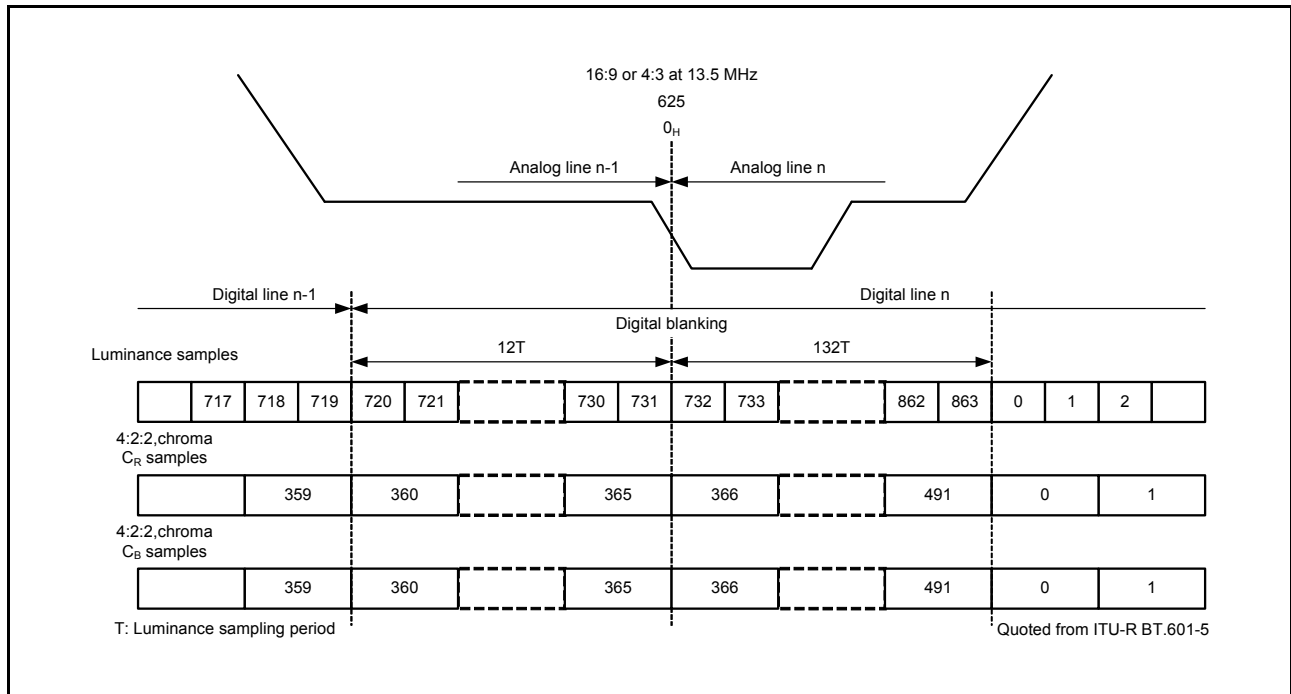 16:9 or 4:3 at 13.5 MHz
625
0H
Analog line n-1 Analog line n
Digital line n-1 Digital line n
Digital blanking
Luminance samples 12T 132T
717 718 719 720 721 730 731 732 733 862 863 0 1 2
4:2:2,chroma
CR samples
359 360 365 366 491 0 1
4:2:2,chroma
CB samples
359 360 365 366 491 0 1
T: Luminance sampling period Quoted from ITU-R BT.601-5